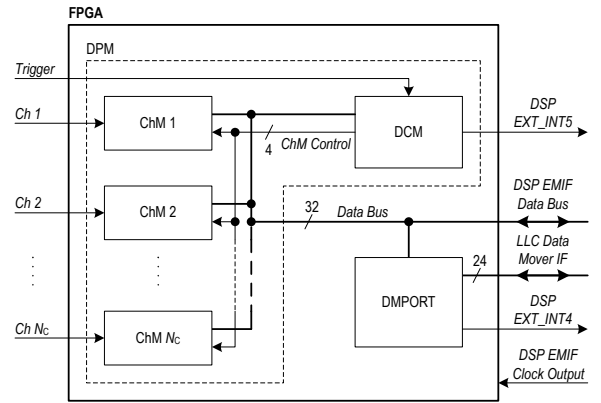 FPGA
DPM
Trigger
Ch 1
ChM 1
DCM
DSP
EXT_INT5
4
ChM Control
Ch 2
ChM 2
32
Data Bus
DSP EMIF
Data Bus
LLC Data
Mover IF
24
DMPORT
DSP
EXT_INT4
Ch NC
ChM NC
DSP EMIF
Clock Output